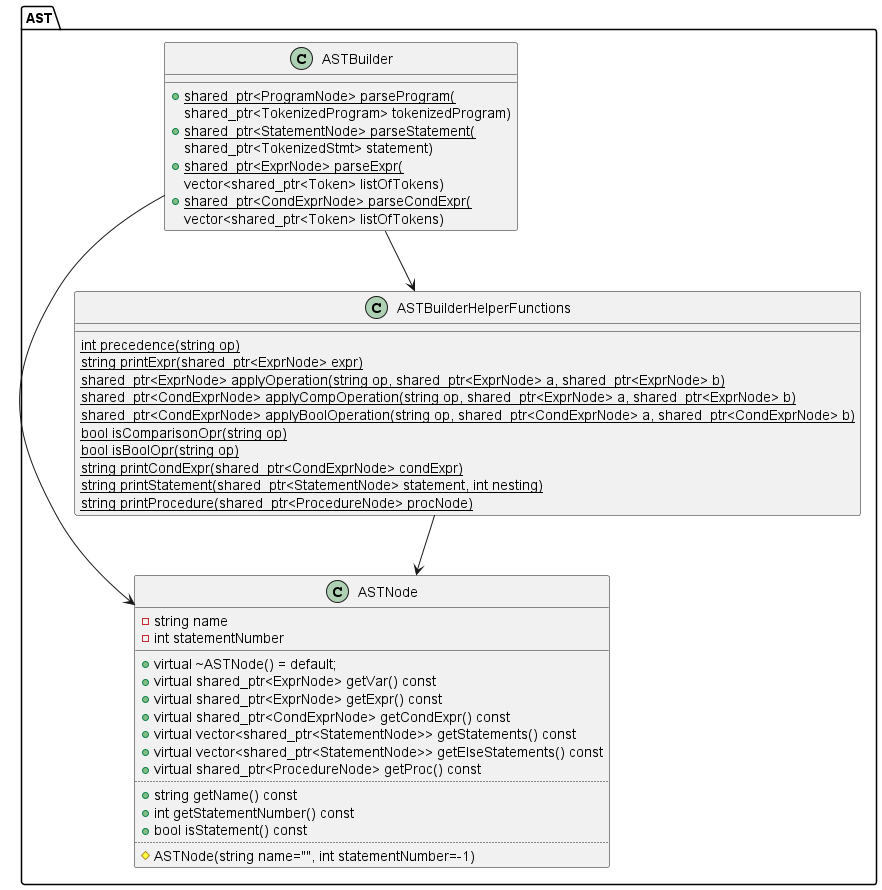 AST
C ASTBuilder
shared_ptr<ProgramNode> parseProgram(
shared_ptr<TokenizedProgram> tokenizedProgram)
shared_ptr<StatementNode> parseStatement(
shared_ptr<TokenizedStmt> statement)
shared_ptr<ExprNode> parseExpr(
vector<shared_ptr<Token> listOfTokens)
shared_ptr<CondExprNode> parseCondExpr(
vector<shared_ptr<Token> listOfTokens)
C ASTBuilderHelperFunctions
int precedence(string op)
string printExpr(shared_ptr<ExprNode> expr)
shared_ptr<ExprNode> applyOperation(string op, shared_ptr<ExprNode> a, shared_ptr<ExprNode> b)
shared_ptr<CondExprNode> applyCompOperation(string op, shared_ptr<ExprNode> a, shared_ptr<ExprNode> b)
shared_ptr<CondExprNode> applyBoolOperation(string op, shared_ptr<CondExprNode> a, shared_ptr<CondExprNode> b)
bool isComparisonOpr(string op)
bool isBoolOpr(string op)
string printCondExpr(shared_ptr<CondExprNode> condExpr)
string printStatement(shared_ptr<StatementNode> statement, int nesting)
string printProcedure(shared_ptr<ProcedureNode> procNode)
C ASTNode
string name
int statementNumber
virtual ~ASTNode() = default;
virtual shared_ptr<ExprNode> getVar() const
virtual shared_ptr<ExprNode> getExpr() const
virtual shared_ptr<CondExprNode> getCondExpr() const
virtual vector<shared_ptr<StatementNode>> getStatements() const
virtual vector<shared_ptr<StatementNode>> getElseStatements() const
virtual shared_ptr<ProcedureNode> getProc() const
string getName() const
int getStatementNumber() const
bool isStatement() const
ASTNode(string name="", int statementNumber=-1)